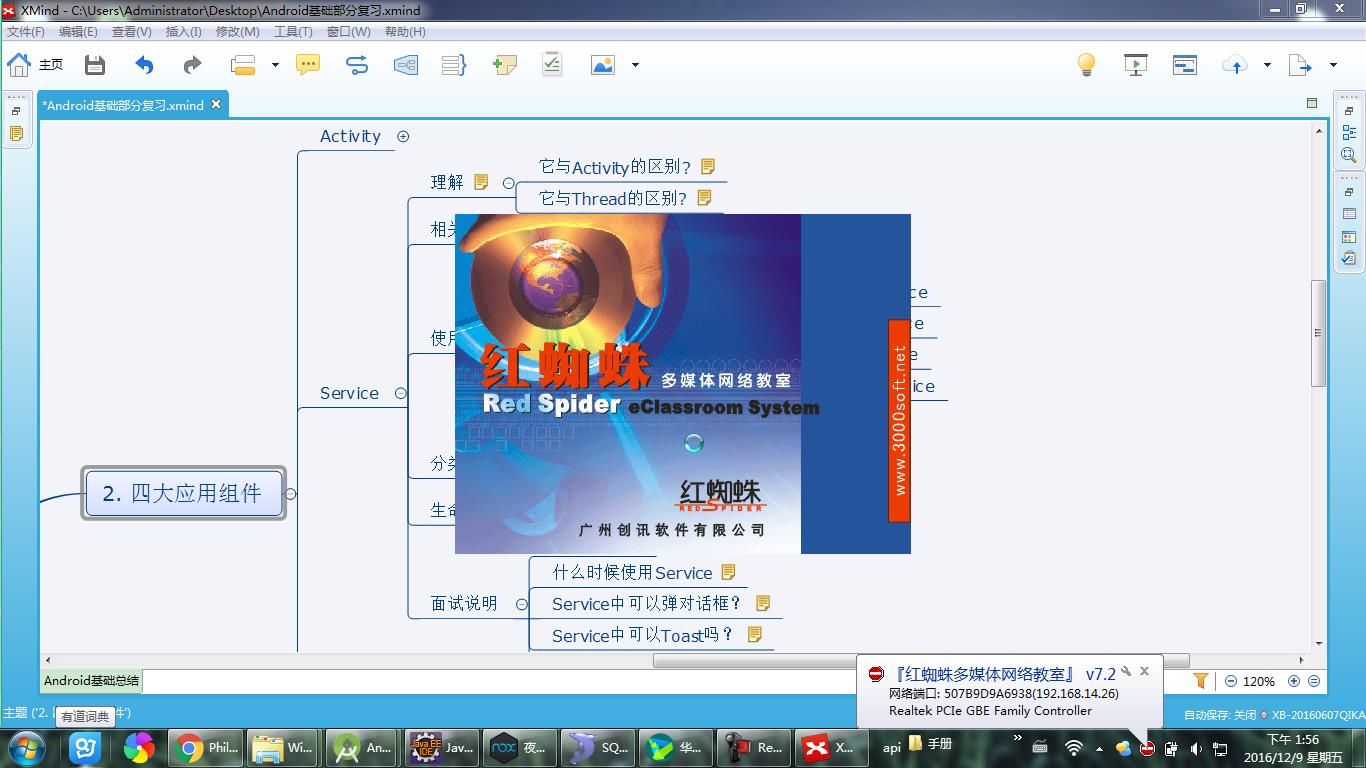 XMind - C:\Users\Administrator\Desktop\Android基础部分复习.xmind
文件(F) 编辑(E) 查看(V) 插入(I) 修改(M) 工具(T) 窗口(W) 帮助(H)
主页
*Android基础部分复习.xmind
Activity
它与Activity的区别?
理解
它与Thread的区别?
相关
ce
ce
使用
e
ice
Service
红蜘蛛 多媒体网络教室
Red Spider eClassroom System
www.3000soft.net
分类
生命
红蜘蛛
RED SPIDER
广州创讯软件有限公司
2. 四大应用组件
什么时候使用Service
面试说明
Service中可以弹对话框?
Service中可以Toast吗?
Android基础总结
『红蜘蛛多媒体网络教室』 v7.2
网络端口: 507B9D9A6938(192.168.14.26)
Realtek PCIe GBE Family Controller
120%
主题 ('2.
件')
有道词典
自动保存: 关闭
XB-20160607QIKA
Phil...
Wi...
An...
Java EE IDE
Jav...
nox
夜...
SQ...
华...
Re...
X...
api
手册
下午 1:56
2016/12/9 星期五